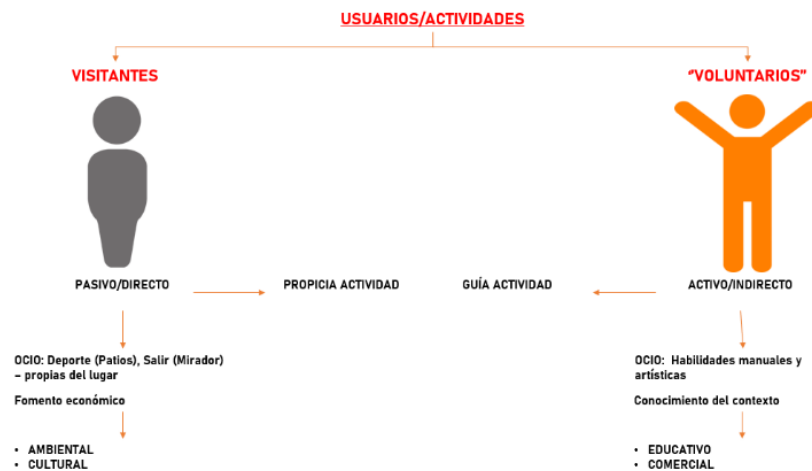 USUARIOS/ACTIVIDADES
VISITANTES
"VOLUNTARIOS"
PASIVO/DIRECTO
PROPICIA ACTIVIDAD
GUÍA ACTIVIDAD
ACTIVO/INDIRECTO
OCIO: Deporte (Patios), Salir (Mirador)
– propias del lugar
Fomento económico
• AMBIENTAL
• CULTURAL
OCIO: Habilidades manuales y
artísticas
Conocimiento del contexto
• EDUCATIVO
• COMERCIAL